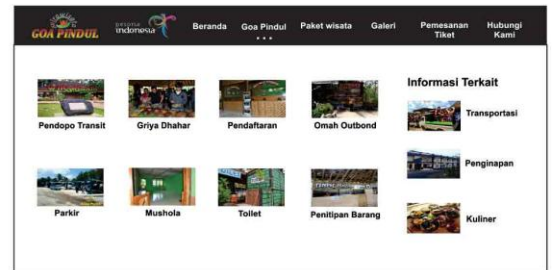 GOA PINDUL
pesona
indonesia
Beranda
Goa Pindul
Paket wisata
Galeri
Pemesanan
Tiket
Hubungi
Kami
Informasi Terkait
Pendopo Transit
Griya Dhahar
Pendaftaran
Omah Outbond
Transportasi
Penginapan
Parkir
Mushola
Toilet
Penitipan Barang
Kuliner